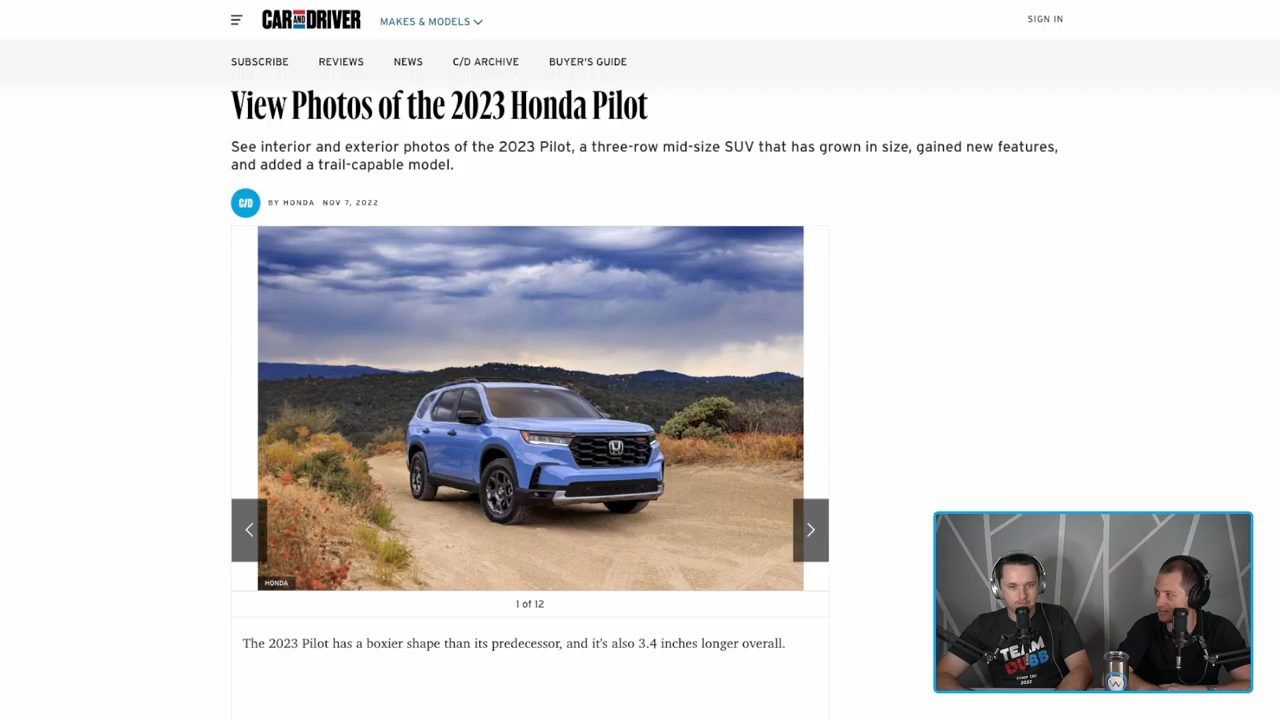 CAR AND DRIVER
MAKES & MODELS
SIGN IN
SUBSCRIBE
REVIEWS
NEWS
C/D ARCHIVE
BUYER'S GUIDE
View Photos of the 2023 Honda Pilot
See interior and exterior photos of the 2023 Pilot, a three-row mid-size SUV that has grown in size, gained new features,
and added a trail-capable model.
C/D
BY HONDA NOV 7, 2022
HONDA
1 of 12
The 2023 Pilot has a boxier shape than its predecessor, and it's also 3.4 inches longer overall.
TEAM
DUBB
2023